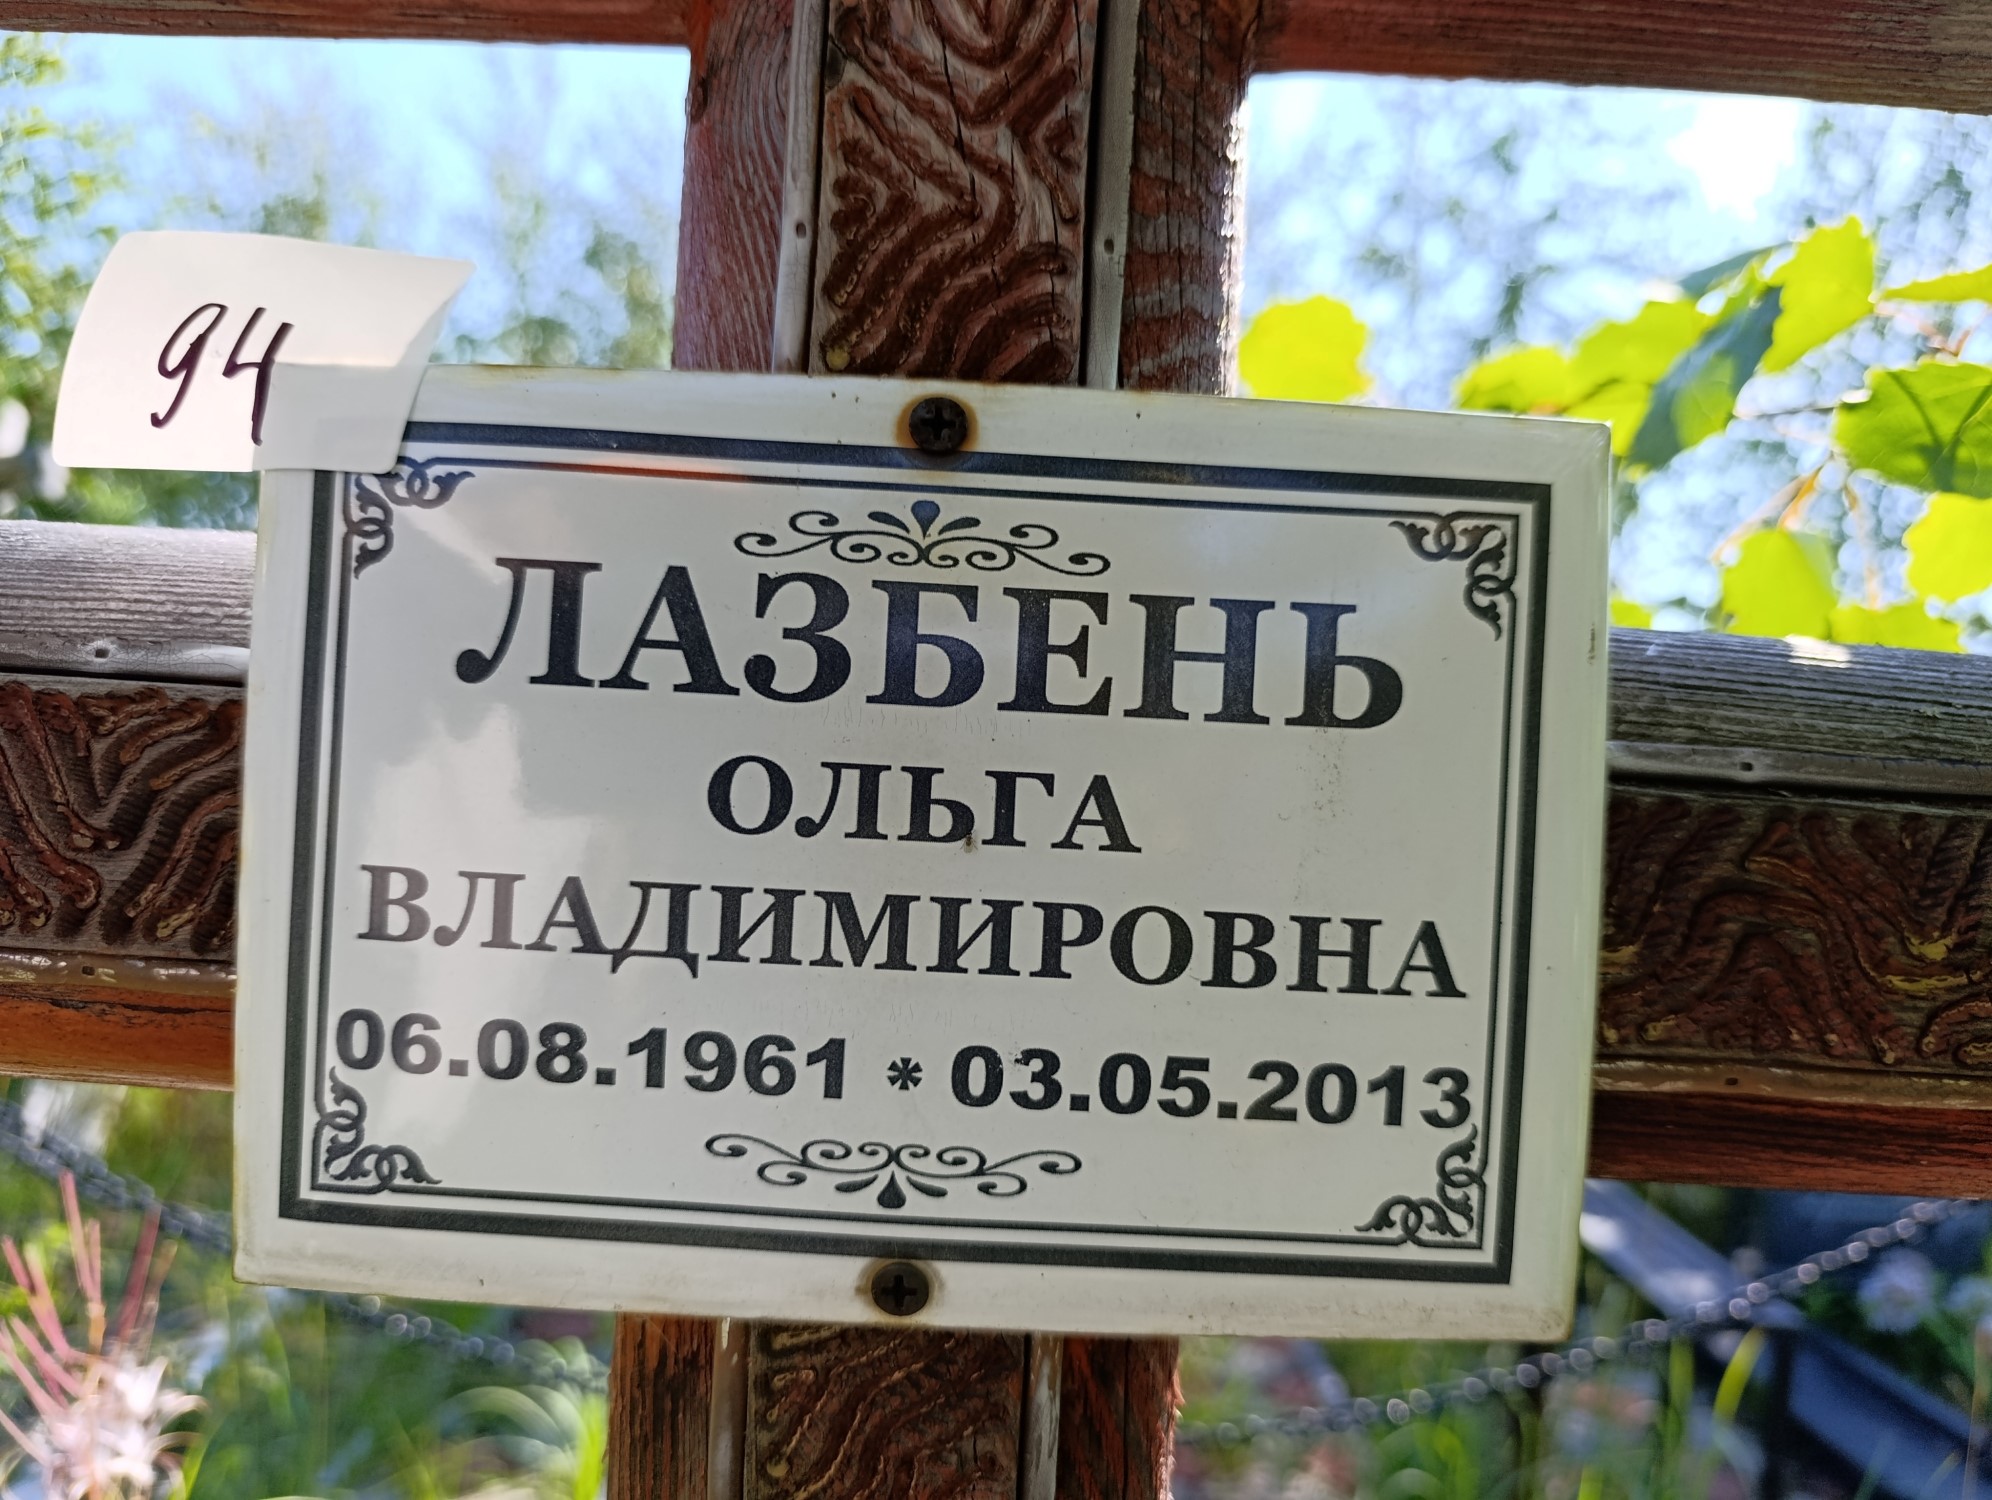 94
ЛАЗБЕНЬ
ОЛЬГА
ВЛАДИМИРОВНА
06.08.1961 * 03.05.2013